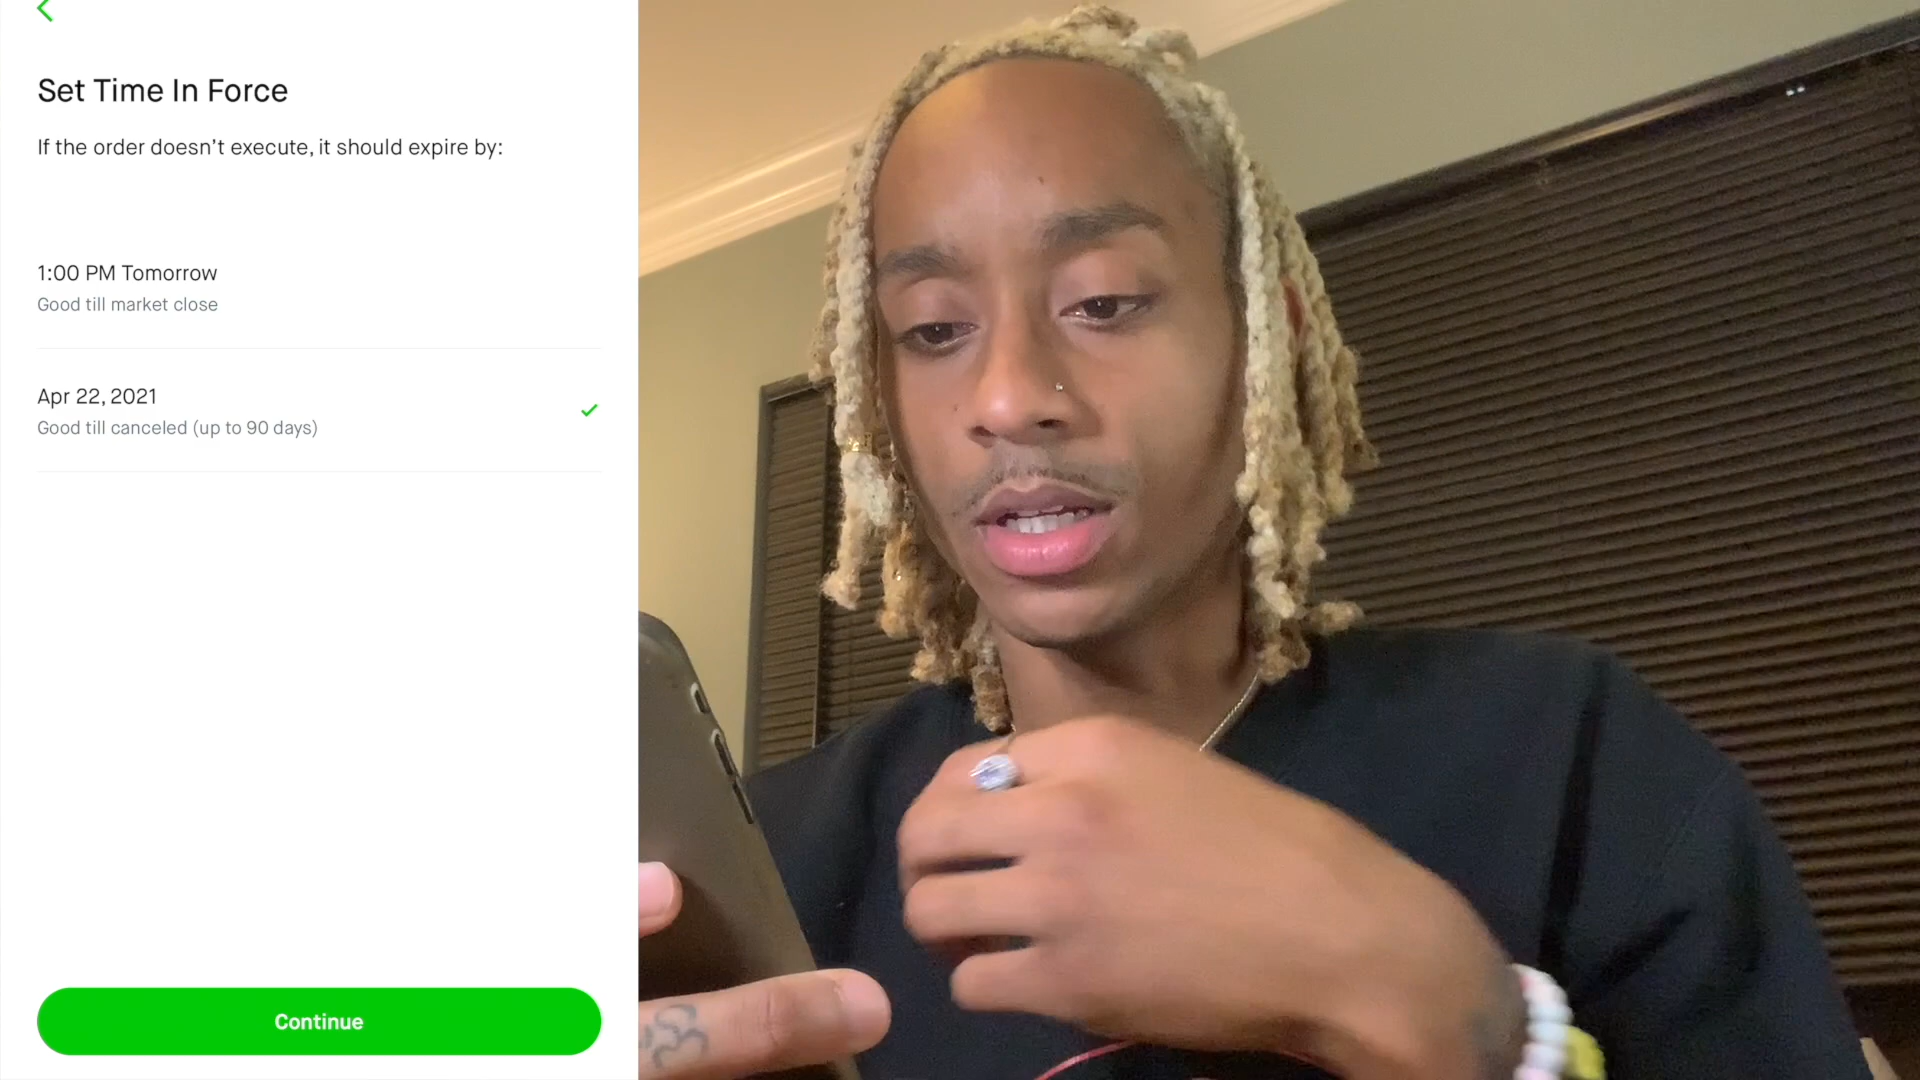 Set Time In Force
If the order doesn’t execute, it should expire by:
1:00 PM Tomorrow
Good till market close
Apr 22, 2021
Good till canceled (up to 90 days)
Continue